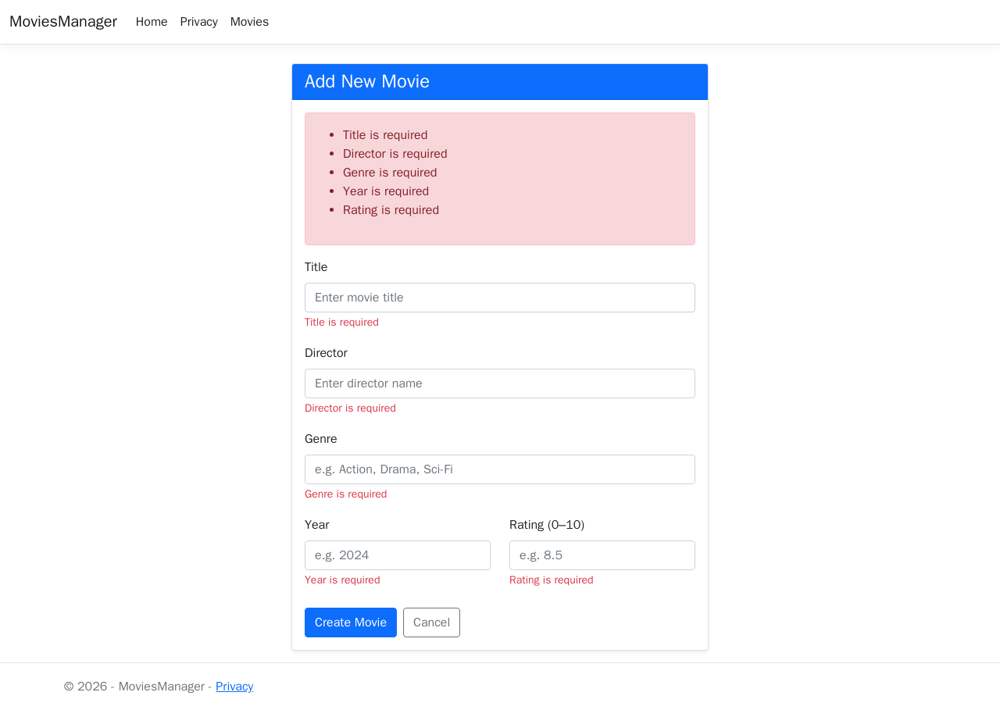 MoviesManager Home Privacy Movies
Add New Movie
Title is required
Director is required
Genre is required
Year is required
Rating is required
Title
Enter movie title
Title is required
Director
Enter director name
Director is required
Genre
e.g. Action, Drama, Sci-Fi
Genre is required
Year Rating (0–10)
e.g. 2024 e.g. 8.5
Year is required Rating is required
Create Movie Cancel
© 2026 - MoviesManager - Privacy